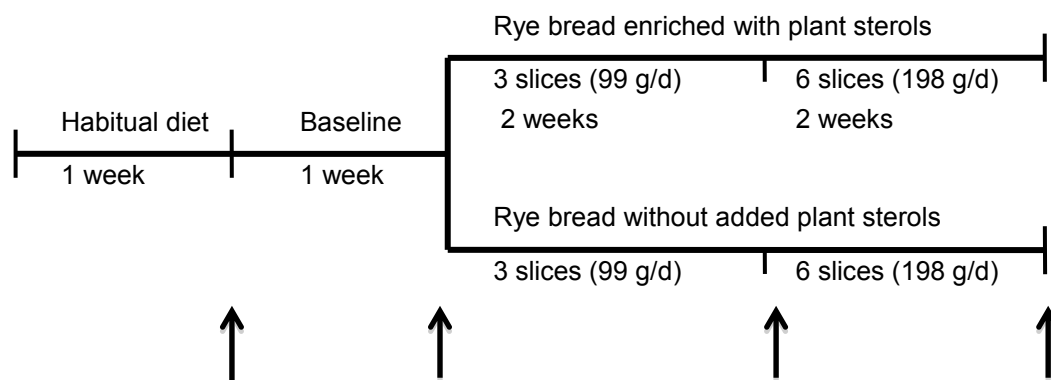 Rye bread enriched with plant sterols
3 slices (99 g/d)
6 slices (198 g/d)
2 weeks
2 weeks
Habitual diet
Baseline
1 week
1 week
Rye bread without added plant sterols
3 slices (99 g/d)
6 slices (198 g/d)